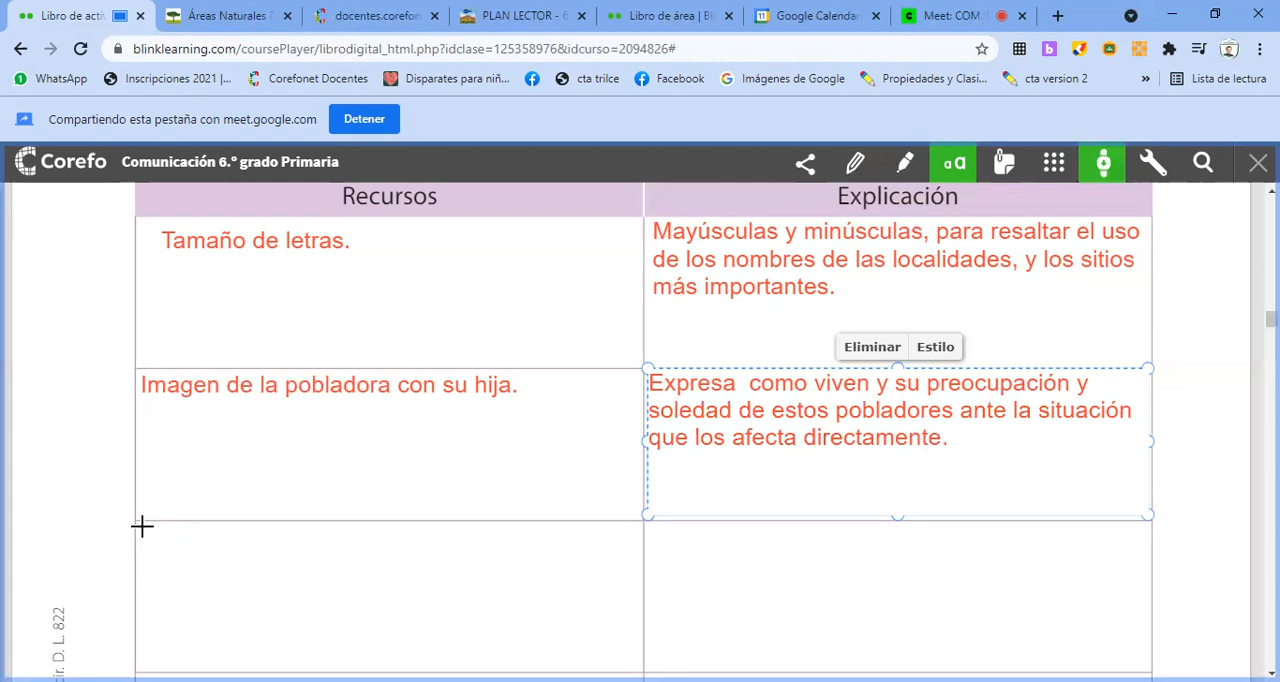 Libro de acti
Áreas Naturales
docentes.corefon
PLAN LECTOR - 6
Libro de área | Bli
Google Calendar
Meet: COM.
blinklearning.com/coursePlayer/librodigital_html.php?idclase=125358976&idcurso=2094826#
WhatsApp
Inscripciones 2021 |...
Corefonet Docentes
Disparates para niñ...
cta trilce
Facebook
Imágenes de Google
Propiedades y Clasi...
cta version 2
»
Lista de lectura
Compartiendo esta pestaña con meet.google.com
Detener
Corefo
Comunicación 6.º grado Primaria
aa
Recursos
Explicación
Tamaño de letras.
Mayúsculas y minúsculas, para resaltar el uso
de los nombres de las localidades, y los sitios
más importantes.
Eliminar
Estilo
Imagen de la pobladora con su hija.
Expresa como viven y su preocupación y
soledad de estos pobladores ante la situación
que los afecta directamente.
cir. D. L. 822